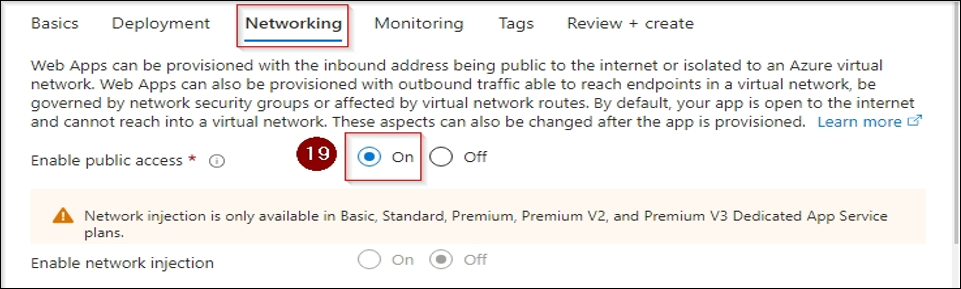 Basics Deployment Networking Monitoring Tags Review + create
Web Apps can be provisioned with the inbound address being public to the internet or isolated to an Azure virtual
network. Web Apps can also be provisioned with outbound traffic able to reach endpoints in a virtual network, be
governed by network security groups or affected by virtual network routes. By default, your app is open to the internet
and cannot reach into a virtual network. These aspects can also be changed after the app is provisioned. Learn more
Enable public access * 19 On Off
Network injection is only available in Basic, Standard, Premium, Premium V2, and Premium V3 Dedicated App Service
plans.
Enable network injection On Off